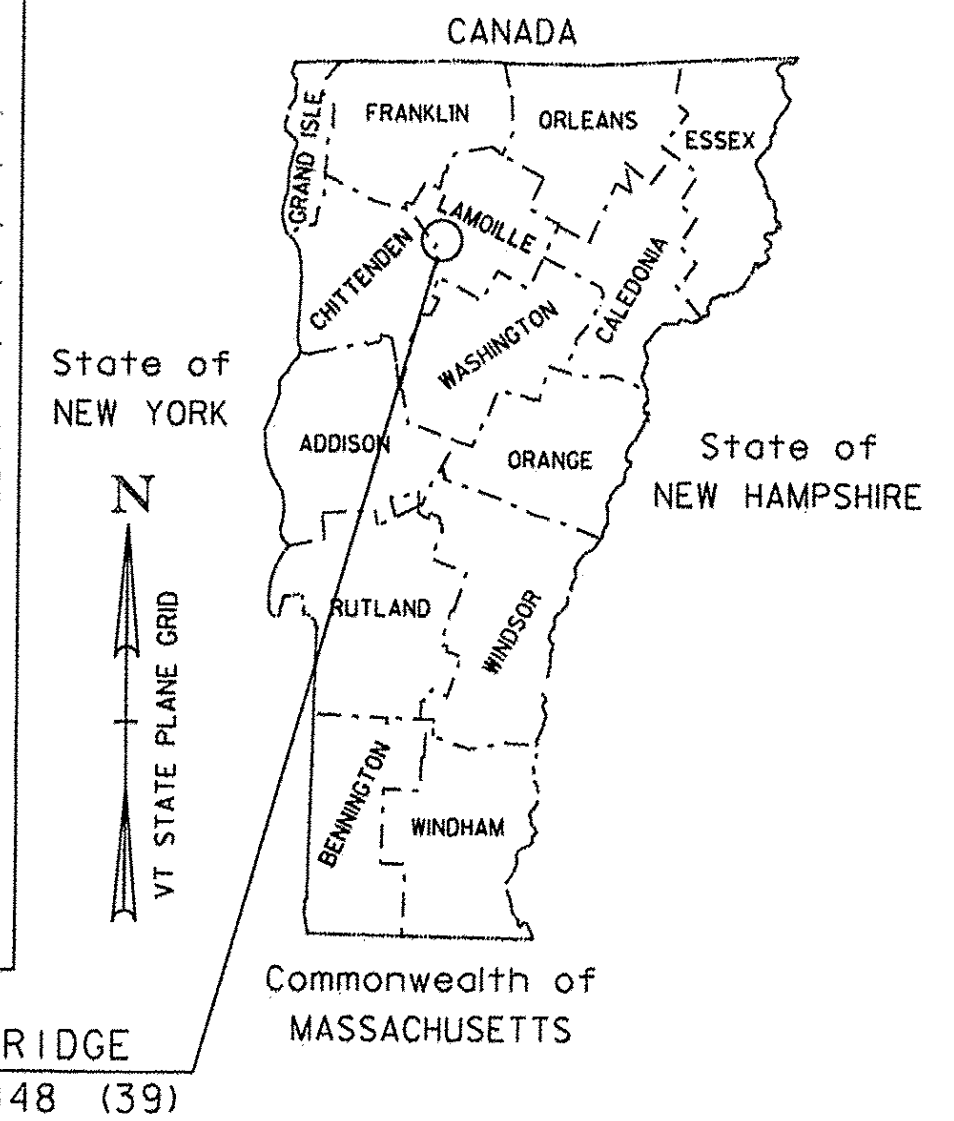 CANADA
FRANKLIN
ORLEANS
ESSEX
GRAND ISLE
LAMOILLE
CHITTENDEN
CALEDONIA
WASHINGTON
State of
NEW YORK
ADDISON
ORANGE
State of
NEW HAMPSHIRE
N
VT STATE PLANE GRID
RUTLAND
WINDSOR
BENNINGTON
WINDHAM
Commonwealth of
MASSACHUSETTS
RIDGE
48 (39)